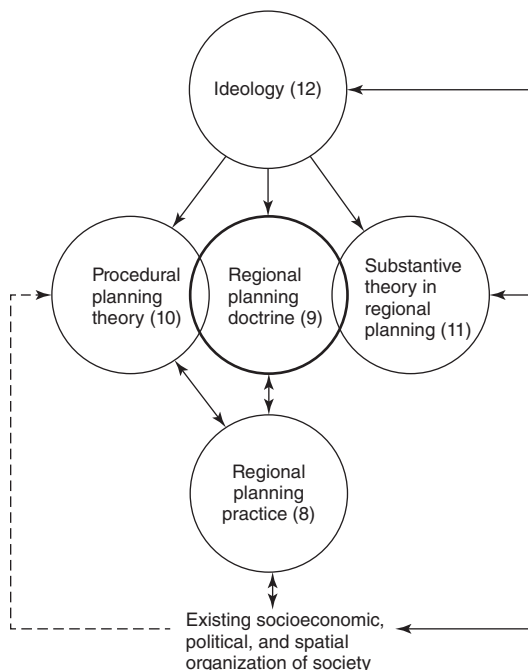 Ideology (12)
Procedural
planning
theory (10)
Regional
planning
doctrine (9)
Substantive
theory in
regional
planning (11)
Regional
planning
practice (8)
Existing socioeconomic,
political, and spatial
organization of society